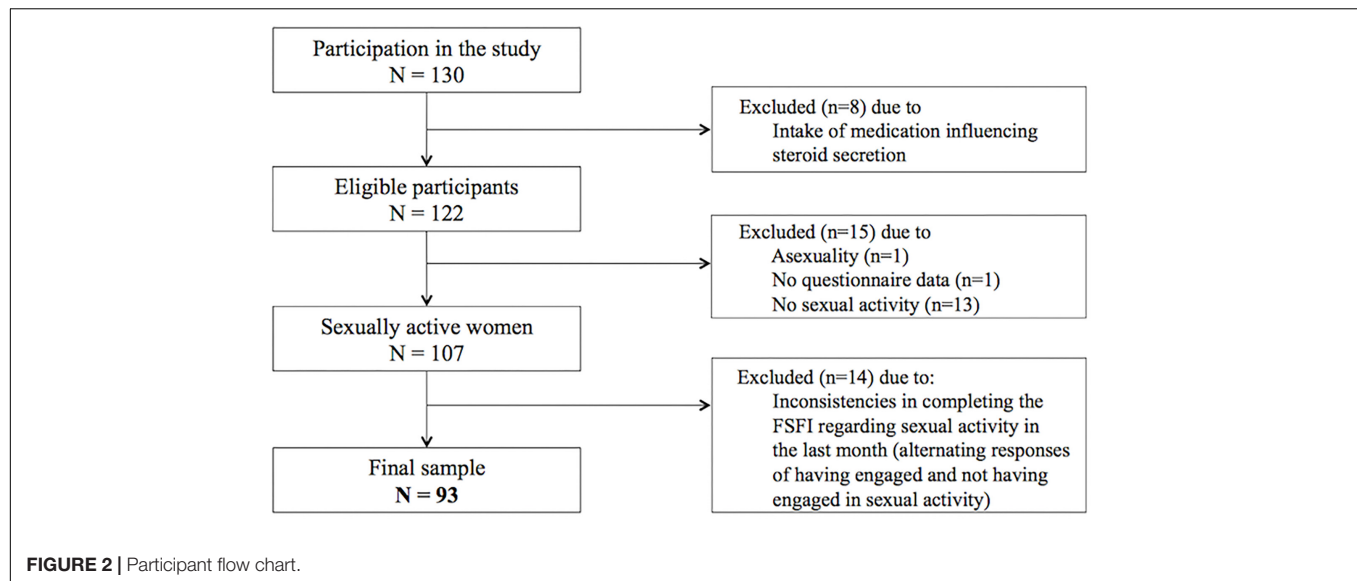 Participation in the study
N = 130
Excluded (n=8) due to
Intake of medication influencing
steroid secretion
Eligible participants
N = 122
Excluded (n=15) due to
Asexuality (n=1)
No questionnaire data (n=1)
No sexual activity (n=13)
Sexually active women
N = 107
Excluded (n=14) due to:
Inconsistencies in completing the
FSFI regarding sexual activity in
the last month (alternating responses
of having engaged and not having
engaged in sexual activity)
Final sample
N = 93
FIGURE 2 | Participant flow chart.